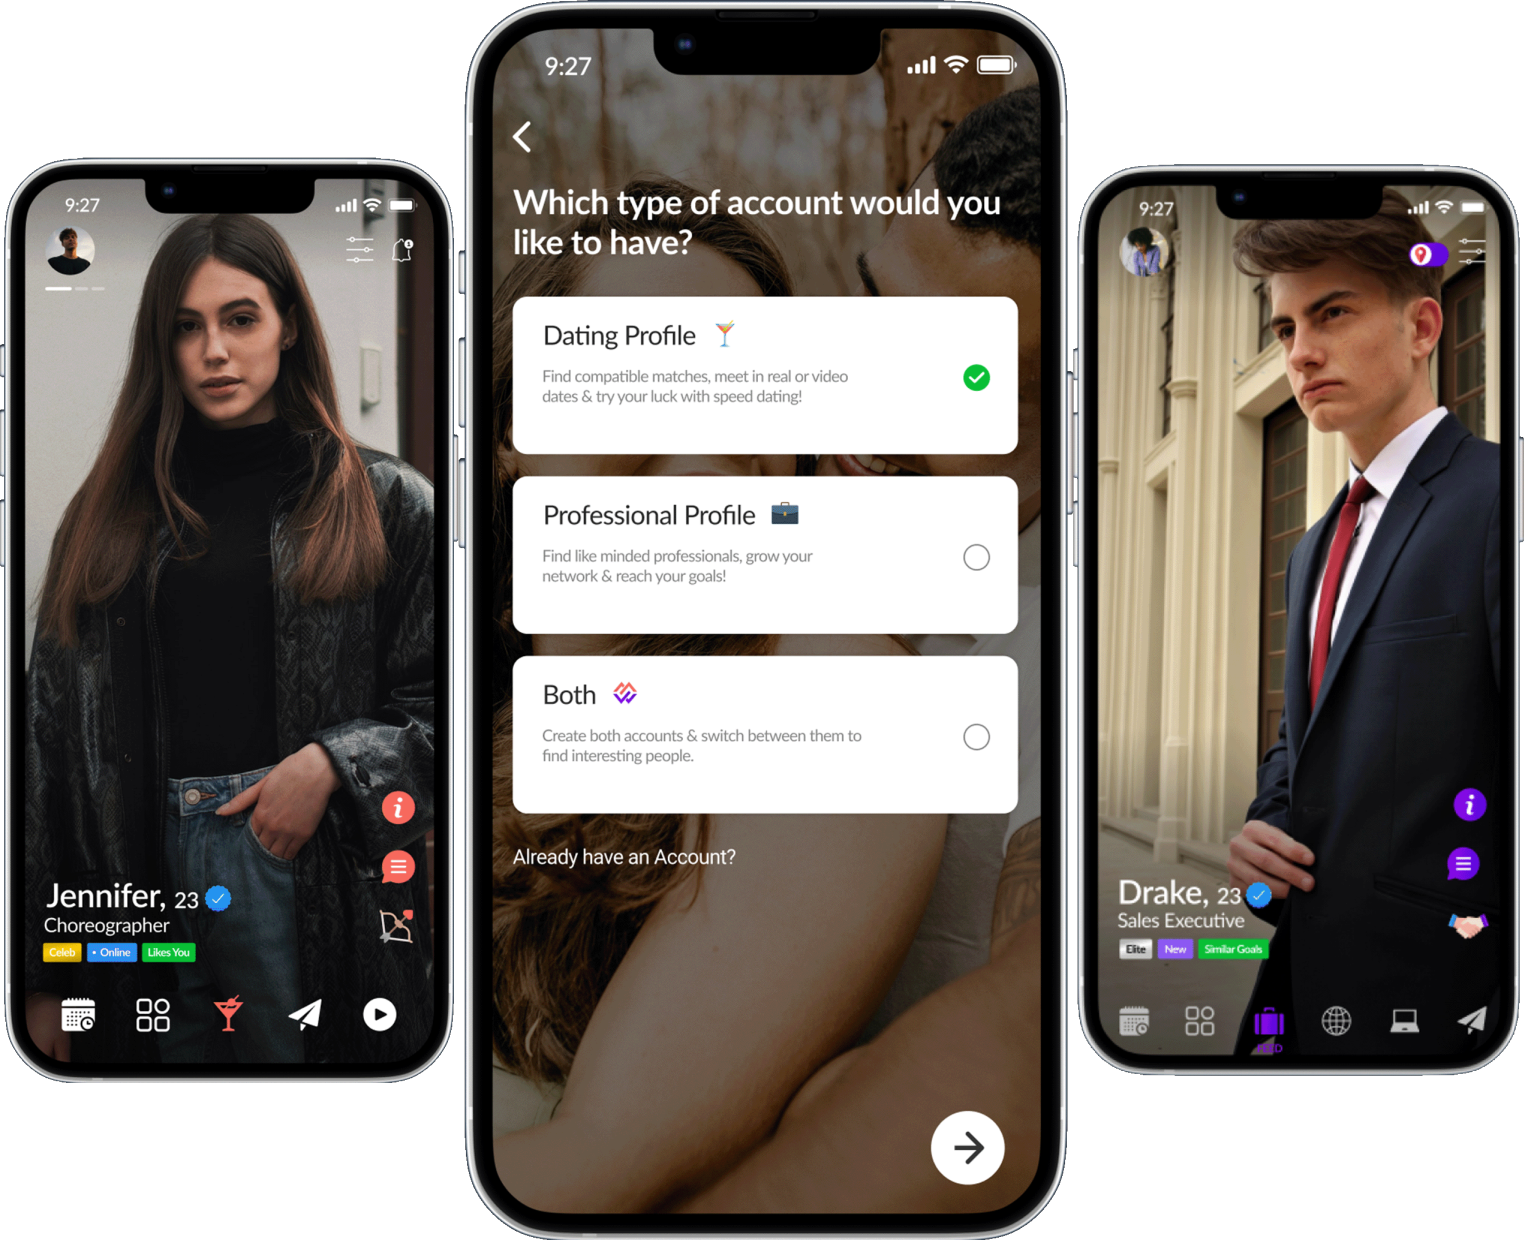 9:27
Jennifer, 23
Choreographer
Celeb
• Online
Likes You
9:27
Which type of account would you
like to have?
Dating Profile
Find compatible matches, meet in real or video
dates & try your luck with speed dating!
Professional Profile
Find like minded professionals, grow your
network & reach your goals!
Both
Create both accounts & switch between them to
find interesting people.
Already have an Account?
9:27
Drake, 23
Sales Executive
Elite
New
Similar Goals